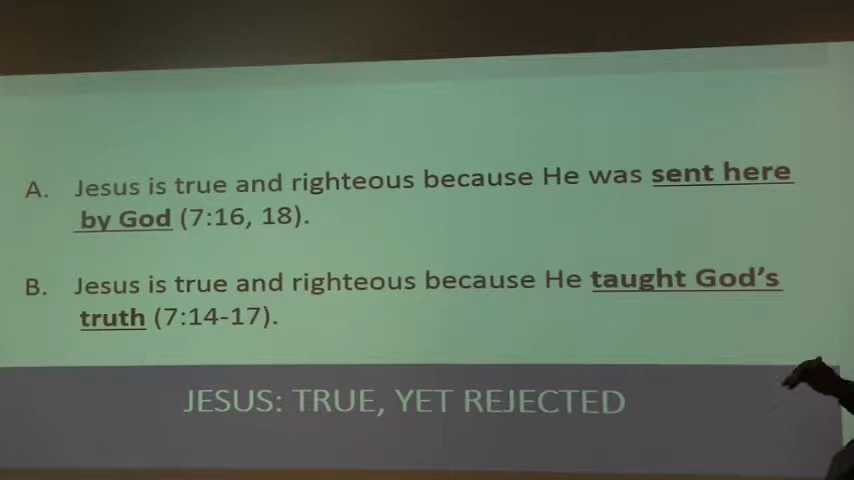 A. Jesus is true and righteous because He was sent here
by God (7:16, 18).
B. Jesus is true and righteous because He taught God's
truth (7:14-17).
JESUS: TRUE, YET REJECTED